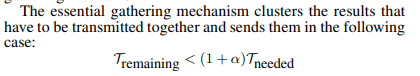 The essential gathering mechanism clusters the results that
have to be transmitted together and sends them in the following
case:
𝒯remaining < (1 + α)𝒯needed